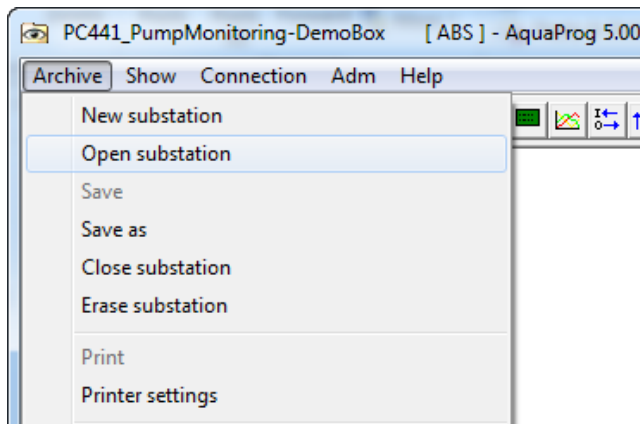 PC441_PumpMonitoring-DemoBox [ ABS ] - AquaProg 5.00
Archive Show Connection Adm Help
New substation
Open substation
Save
Save as
Close substation
Erase substation
Print
Printer settings